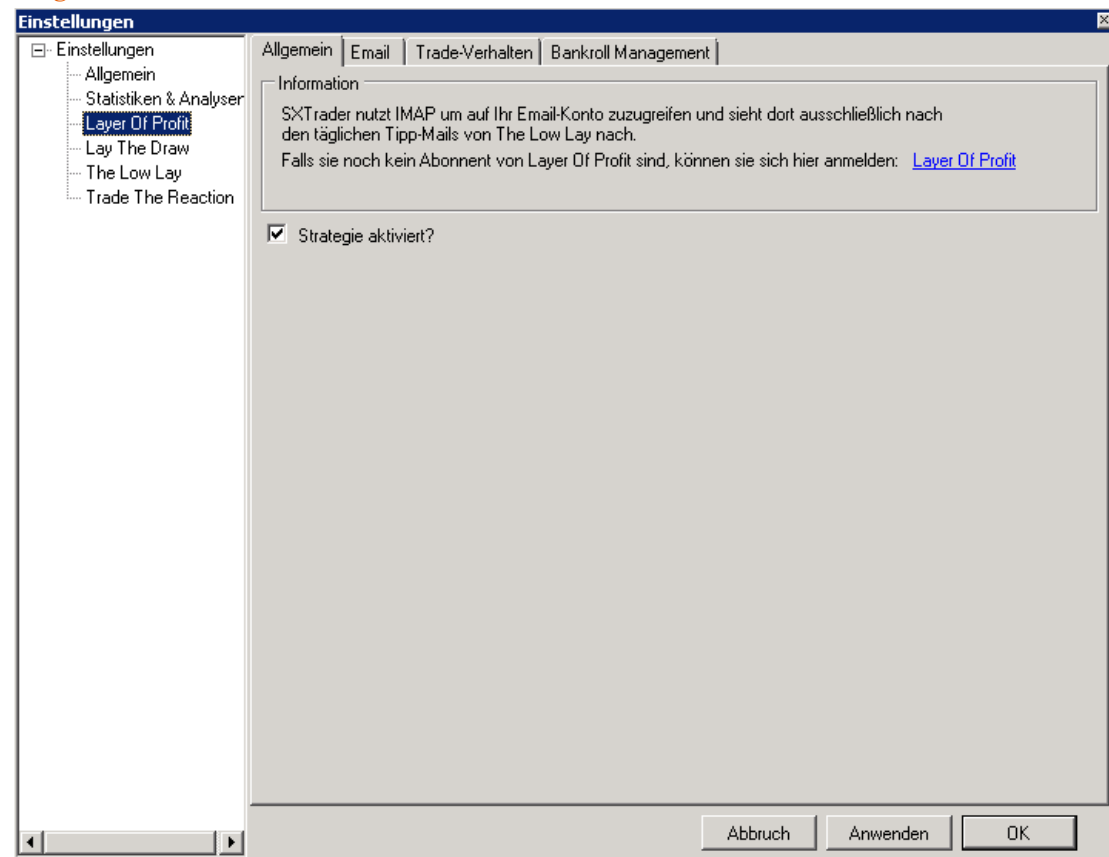 Einstellungen
Einstellungen
Allgemein
Statistiken & Analyser
Layer Of Profit
Lay The Draw
The Low Lay
Trade The Reaction
Allgemein Email Trade-Verhalten Bankroll Management
Information
SXTrader nutzt IMAP um auf Ihr Email-Konto zuzugreifen und sieht dort ausschließlich nach
den täglichen Tipp-Mails von The Low Lay nach.
Falls sie noch kein Abonnent von Layer Of Profit sind, können sie sich hier anmelden: Layer Of Profit
Strategie aktiviert?
Abbruch Anwenden OK